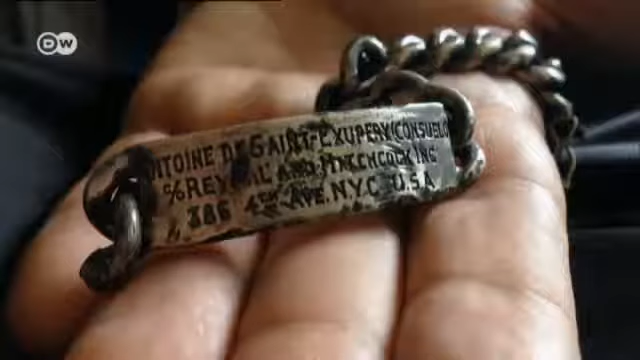 DW
NTOINE DE SAINT-EXUPERY (CONSUELO
c/o REYNAL AND HITCHCOCK INC
386 4TH AVE. N.Y.C. U.S.A